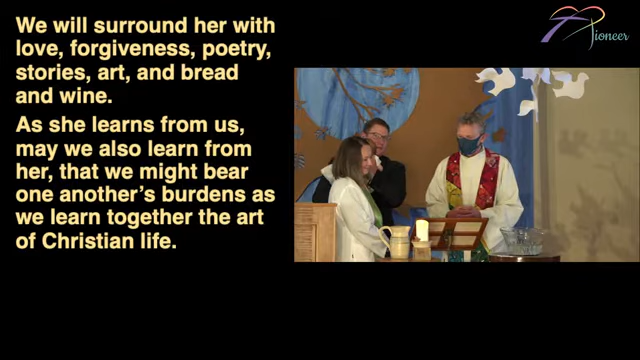 We will surround her with
love, forgiveness, poetry,
stories, art, and bread
and wine.
As she learns from us,
may we also learn from
her, that we might bear
one another's burdens as
we learn together the art
of Christian life.
Pioneer